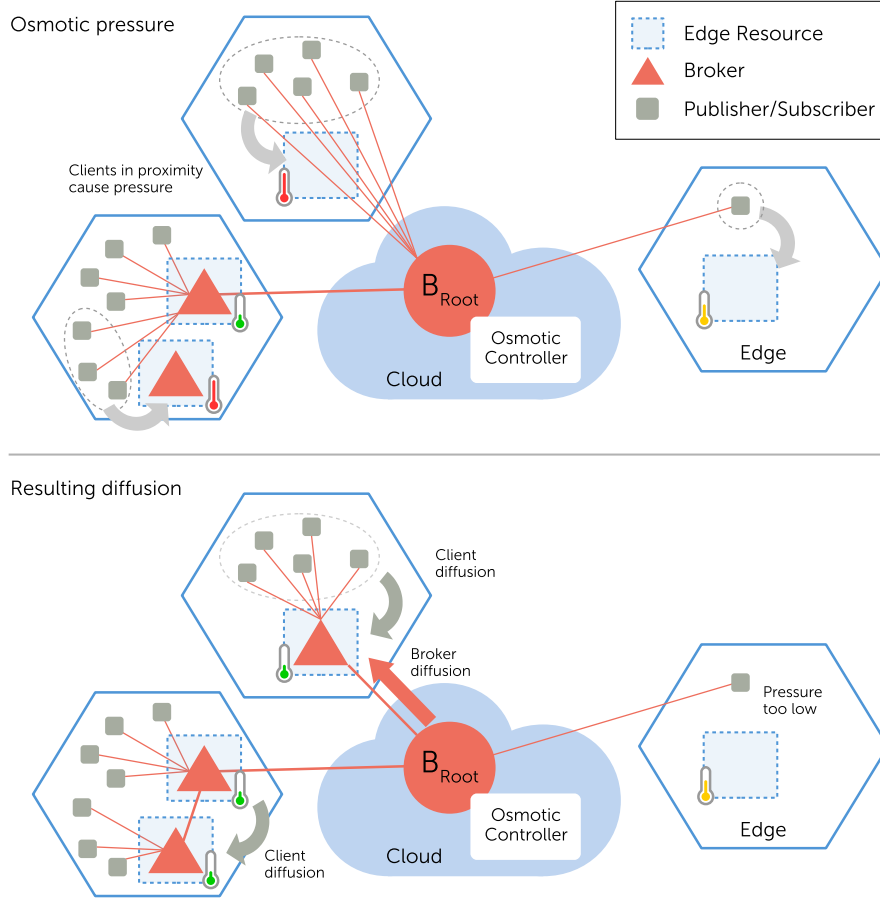 Osmotic pressure
Edge Resource
Broker
Publisher/Subscriber
Clients in proximity
cause pressure
B Root
Osmotic
Controller
Cloud
Edge
Resulting diffusion
Client
diffusion
Broker
diffusion
Pressure
too low
B Root
Osmotic
Controller
Cloud
Edge
Client
diffusion